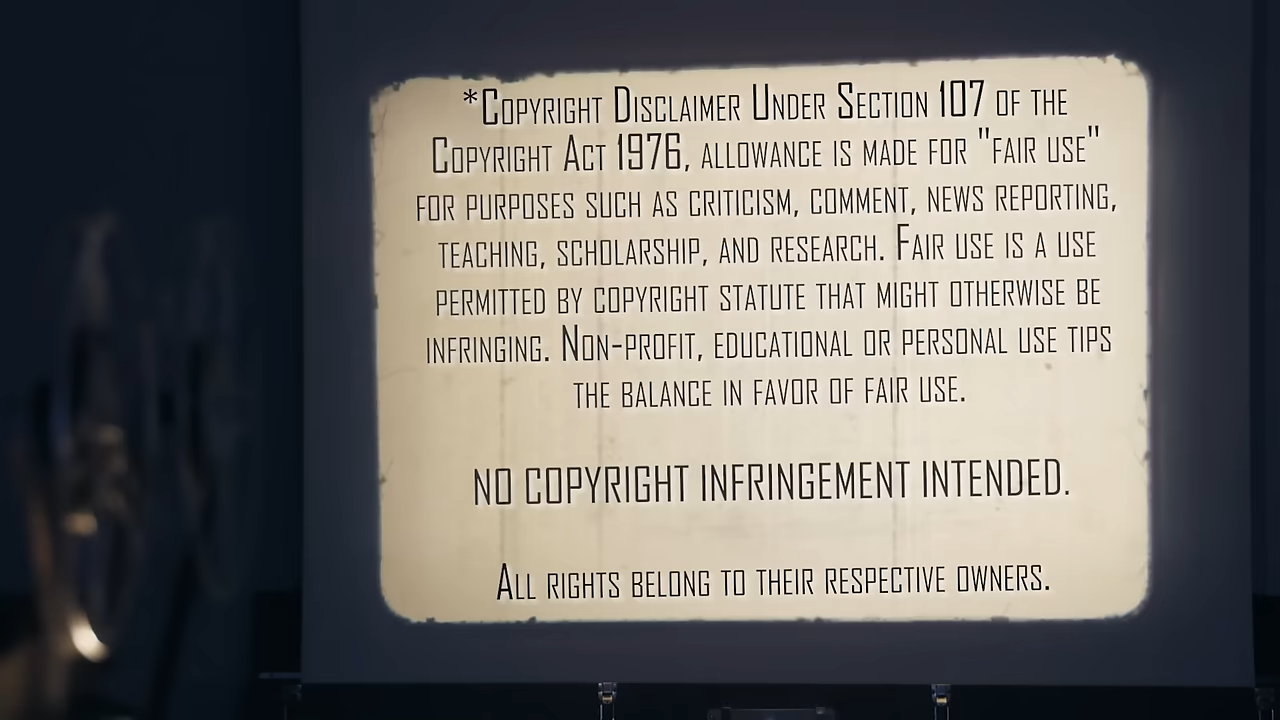 *Copyright Disclaimer Under Section 107 of the
Copyright Act 1976, allowance is made for "fair use"
for purposes such as criticism, comment, news reporting,
teaching, scholarship, and research. Fair use is a use
permitted by copyright statute that might otherwise be
infringing. Non-profit, educational or personal use tips
the balance in favor of fair use.
NO COPYRIGHT INFRINGEMENT INTENDED.
All rights belong to their respective owners.